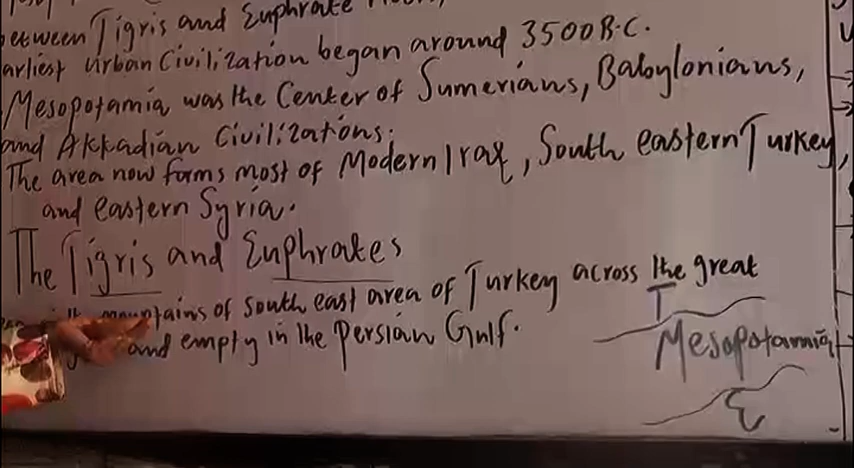 between Tigris and Euphrate
arliest Urban Civilization began around 3500 B.C.
Mesopotamia was the Center of Sumerians, Babylonians,
and Akkadian Civilizations.
The area now forms most of Modern Iraq, South eastern Turkey,
and eastern Syria.
The Tigris and Euphrates
mountains of south east area of Turkey across the great
and empty in the Persian Gulf.
T
Mesopotamia
E